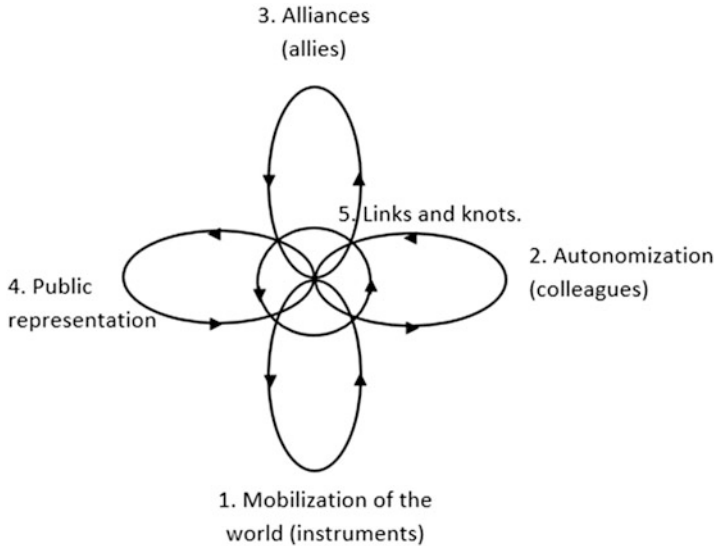 3. Alliances
(allies)
5. Links and knots.
2. Autonomization
(colleagues)
4. Public
representation
1. Mobilization of the
world (instruments)